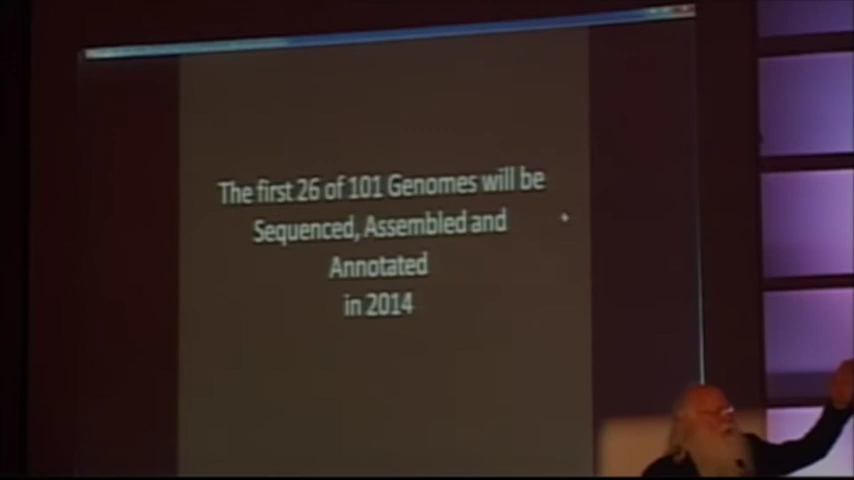 The first 26 of 101 Genomes will be
Sequenced, Assembled and
Annotated
in 2014